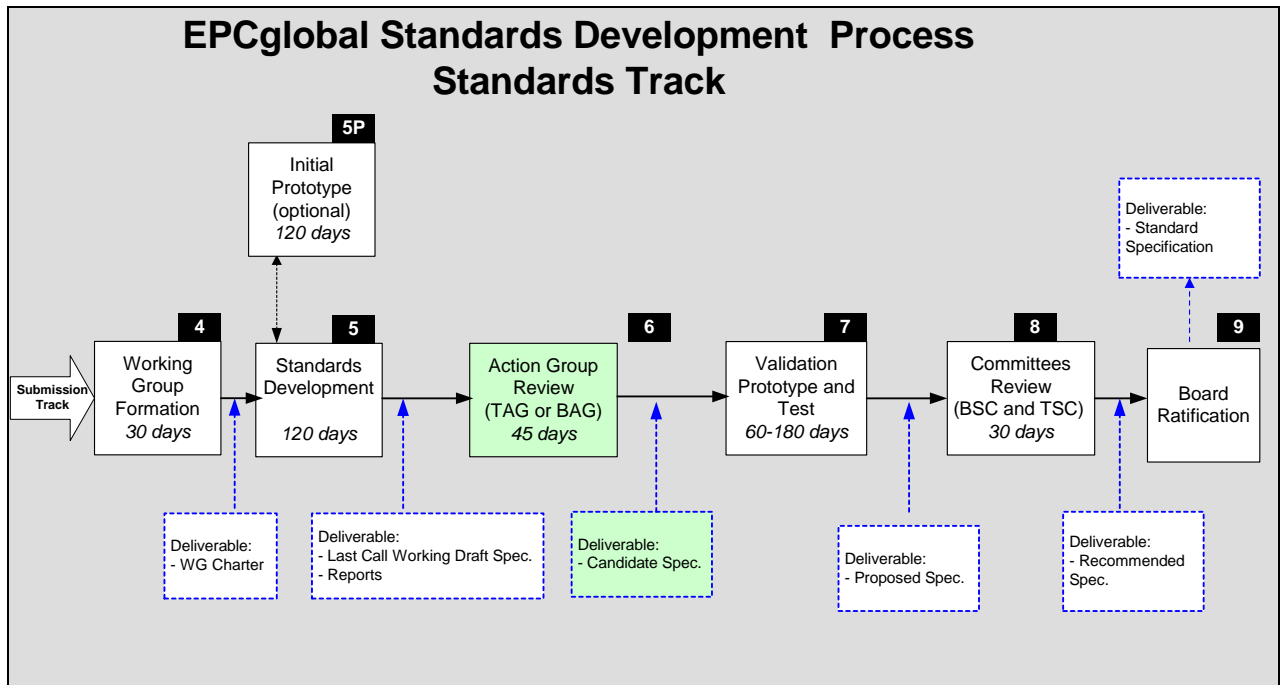 EPCglobal Standards Development Process
Standards Track
5P
Initial
Prototype
(optional)
120 days
Deliverable:
- Standard
Specification
4
5
6
7
8
9
Submission
Track
Working
Group
Formation
30 days
Standards
Development
120 days
Action Group
Review
(TAG or BAG)
45 days
Validation
Prototype and
Test
60-180 days
Committees
Review
(BSC and TSC)
30 days
Board
Ratification
Deliverable:
- WG Charter
Deliverable:
- Last Call Working Draft Spec.
- Reports
Deliverable:
- Candidate Spec.
Deliverable:
- Proposed Spec.
Deliverable:
- Recommended
Spec.